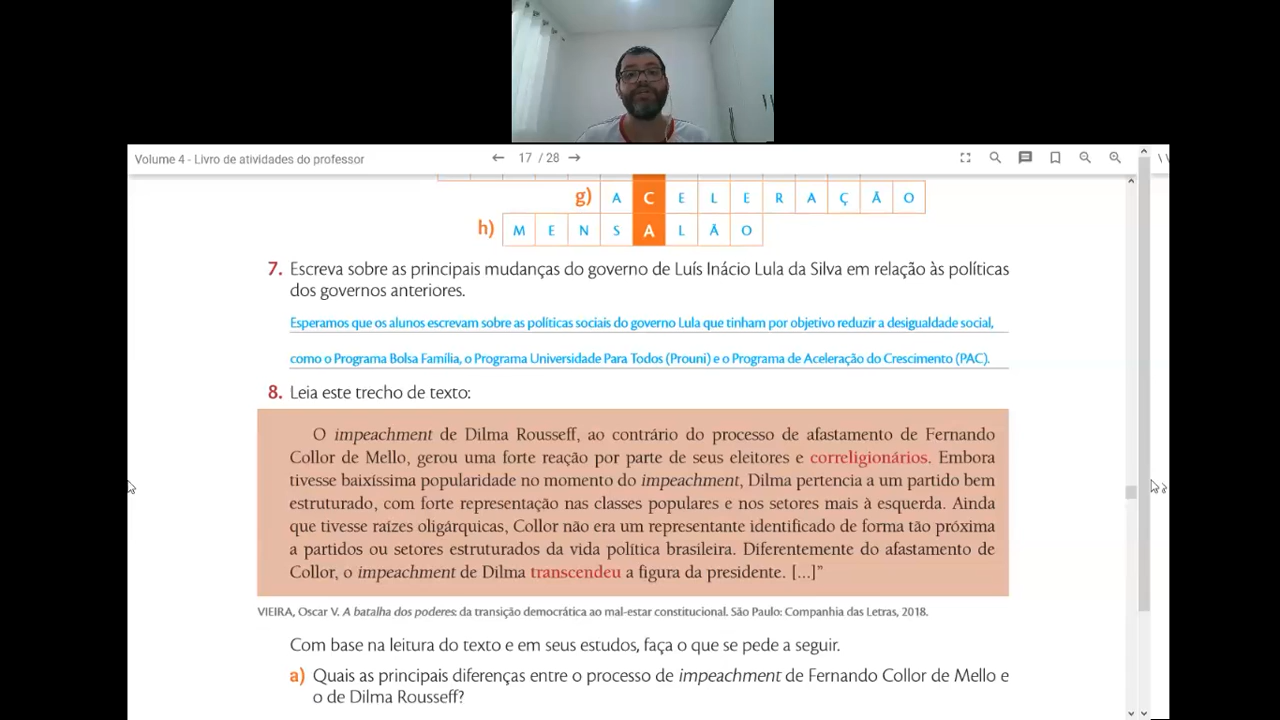 Volume 4 - Livro de atividades do professor
17 / 28
g) A C E L E R A Ç Ã O
h) M E N S A L Ã O
7. Escreva sobre as principais mudanças do governo de Luís Inácio Lula da Silva em relação às políticas
dos governos anteriores.
Esperamos que os alunos escrevam sobre as políticas sociais do governo Lula que tinham por objetivo reduzir a desigualdade social,
como o Programa Bolsa Família, o Programa Universidade Para Todos (Prouni) e o Programa de Aceleração do Crescimento (PAC).
8. Leia este trecho de texto:
O impeachment de Dilma Rousseff, ao contrário do processo de afastamento de Fernando
Collor de Mello, gerou uma forte reação por parte de seus eleitores e correligionários. Embora
tivesse baixíssima popularidade no momento do impeachment, Dilma pertencia a um partido bem
estruturado, com forte representação nas classes populares e nos setores mais à esquerda. Ainda
que tivesse raízes oligárquicas, Collor não era um representante identificado de forma tão próxima
a partidos ou setores estruturados da vida política brasileira. Diferentemente do afastamento de
Collor, o impeachment de Dilma transcendeu a figura da presidente. [...]”
VIEIRA, Oscar V. A batalha dos poderes: da transição democrática ao mal-estar constitucional. São Paulo: Companhia das Letras, 2018.
Com base na leitura do texto e em seus estudos, faça o que se pede a seguir.
a) Quais as principais diferenças entre o processo de impeachment de Fernando Collor de Mello e
o de Dilma Rousseff?